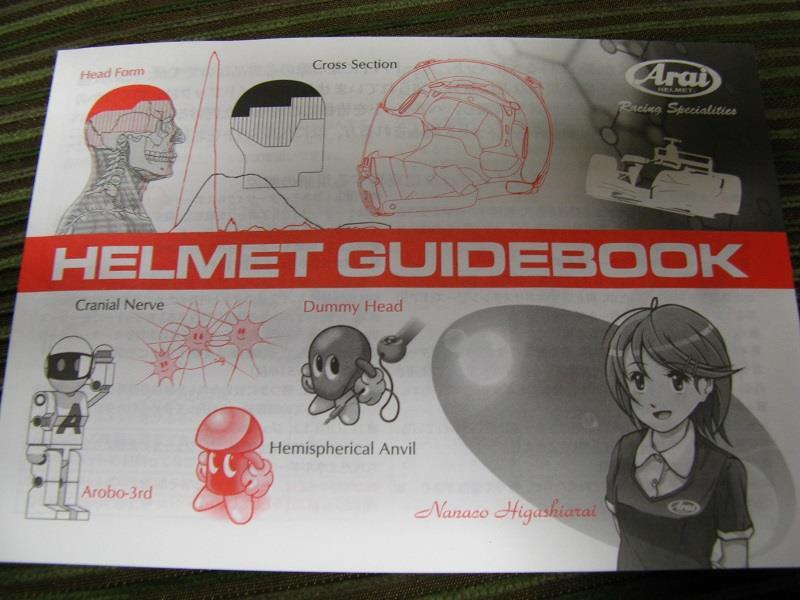 Head Form
Cross Section
Arai
HELMET
Racing Specialities
HELMET GUIDEBOOK
Cranial Nerve
Dummy Head
A
Hemispherical Anvil
Arobo-3rd
Nanaco Higashiarai
Arai